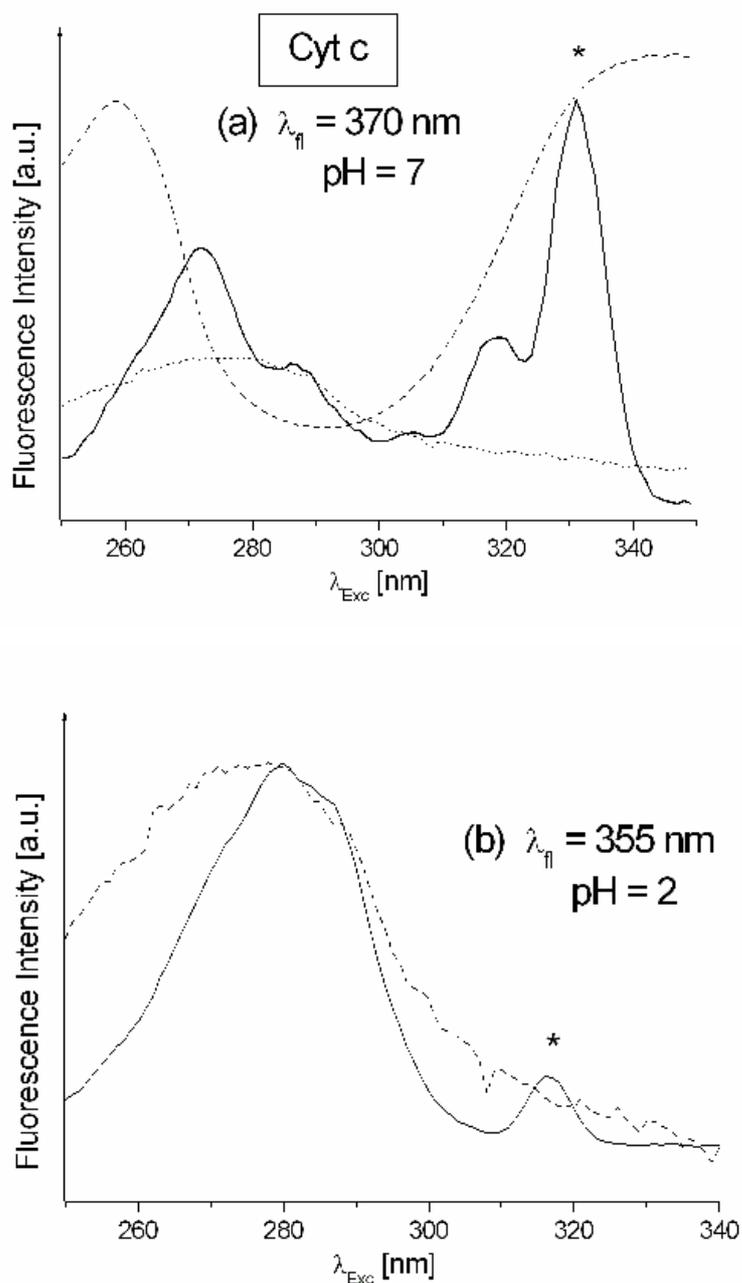 Cyt c
*
(a) λfl = 370 nm
pH = 7
Fluorescence Intensity [a.u.]
260 280 300 320 340
λExc [nm]
(b) λfl = 355 nm
pH = 2
*
Fluorescence Intensity [a.u.]
260 280 300 320 340
λExc [nm]